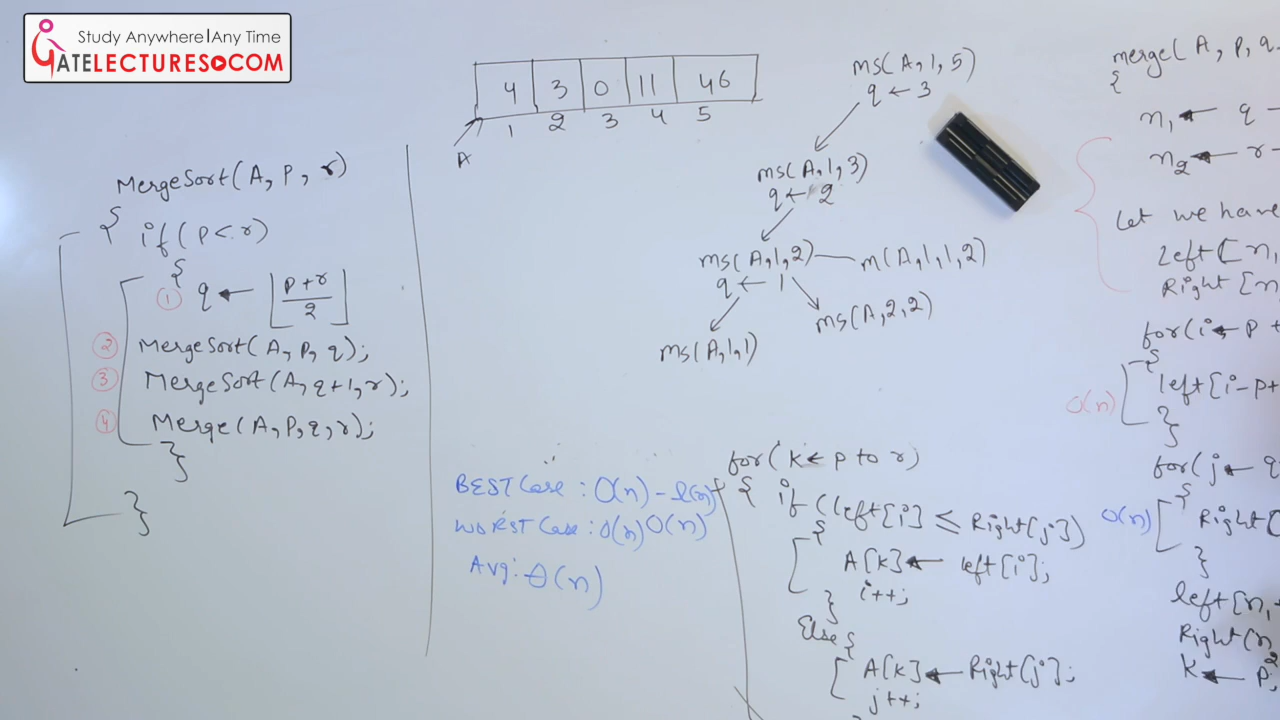 Study Anywhere|Any Time
GATELECTURES.COM
MergeSort(A, P, r)
{
if(P<r)
{
① q ← ⌊P+r/2⌋
② MergeSort(A, P, q);
③ MergeSort(A, q+1, r);
④ Merge(A, P, q, r);
}
}
4 3 0 11 46
1 2 3 4 5
A
ms(A, 1, 5)
q ← 3
ms(A, 1, 3)
q ← 2
ms(A, 1, 2) m(A, 1, 1, 2)
q ← 1
ms(A, 1, 1) ms(A, 2, 2)
BEST Case : O(n) -
WORST Case : O(n) O(n)
Avg: Θ(n)
for(k ← p to r)
{ if (left[i] ≤ Right[j])
{
A[k] ← left[i];
i++;
}
Else {
A[k] ← Right[j];
j++;
merge(A, P, q
{
n₁ ← q -
n₂ ← r -
Let we have
Left[n₁
Right[n
for(i ← P +
{
O(n) left[i-p+
}
for(j ← q
{
O(n) Right[
}
left[n₁
Right[n₂
k ← P;